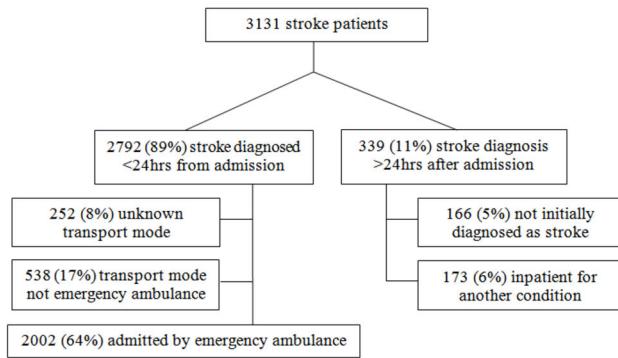 3131 stroke patients
2792 (89%) stroke diagnosed
<24hrs from admission
339 (11%) stroke diagnosis
>24hrs after admission
252 (8%) unknown
transport mode
166 (5%) not initially
diagnosed as stroke
538 (17%) transport mode
not emergency ambulance
173 (6%) inpatient for
another condition
2002 (64%) admitted by emergency ambulance